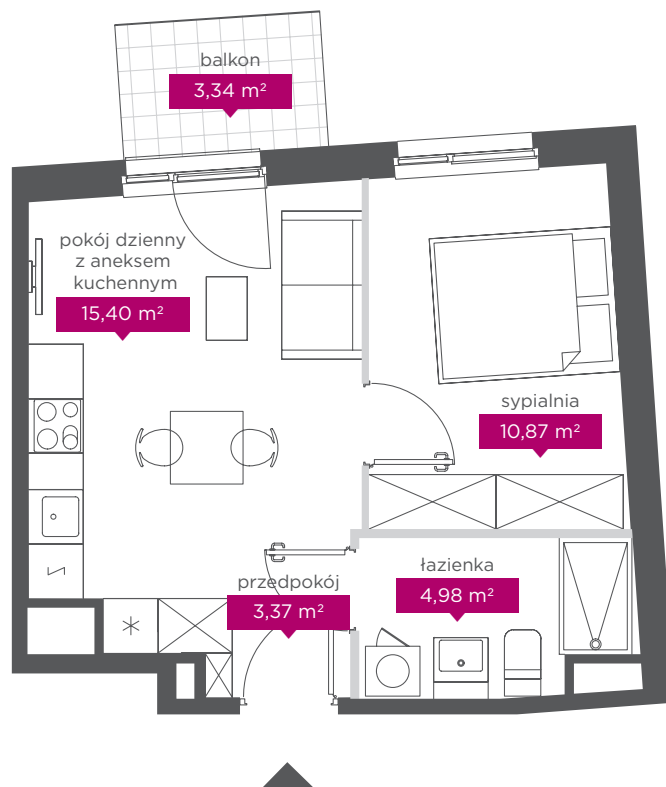 balkon
3,34 m²
pokój dzienny
z aneksem
kuchennym
15,40 m²
sypialnia
10,87 m²
przedpokój
3,37 m²
łazienka
4,98 m²